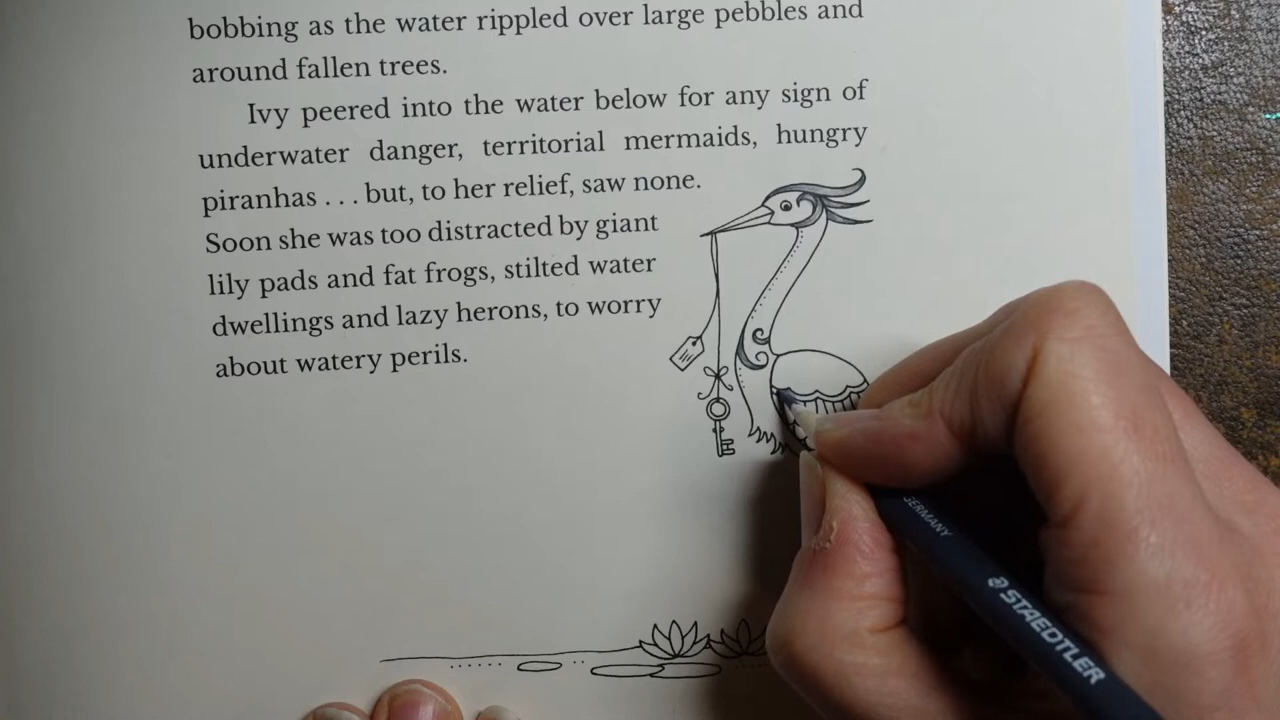 bobbing as the water rippled over large pebbles and
around fallen trees.
Ivy peered into the water below for any sign of
underwater danger, territorial mermaids, hungry
piranhas . . . but, to her relief, saw none.
Soon she was too distracted by giant
lily pads and fat frogs, stilted water
dwellings and lazy herons, to worry
about watery perils.
GERMANY
STAEDTLER